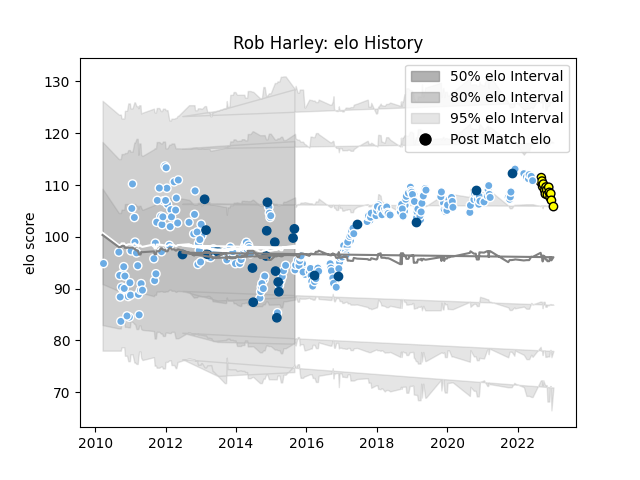 Rob Harley: elo History
50% elo Interval
80% elo Interval
95% elo Interval
Post Match elo
elo score
130
120
110
100
90
80
70
2010 2012 2014 2016 2018 2020 2022